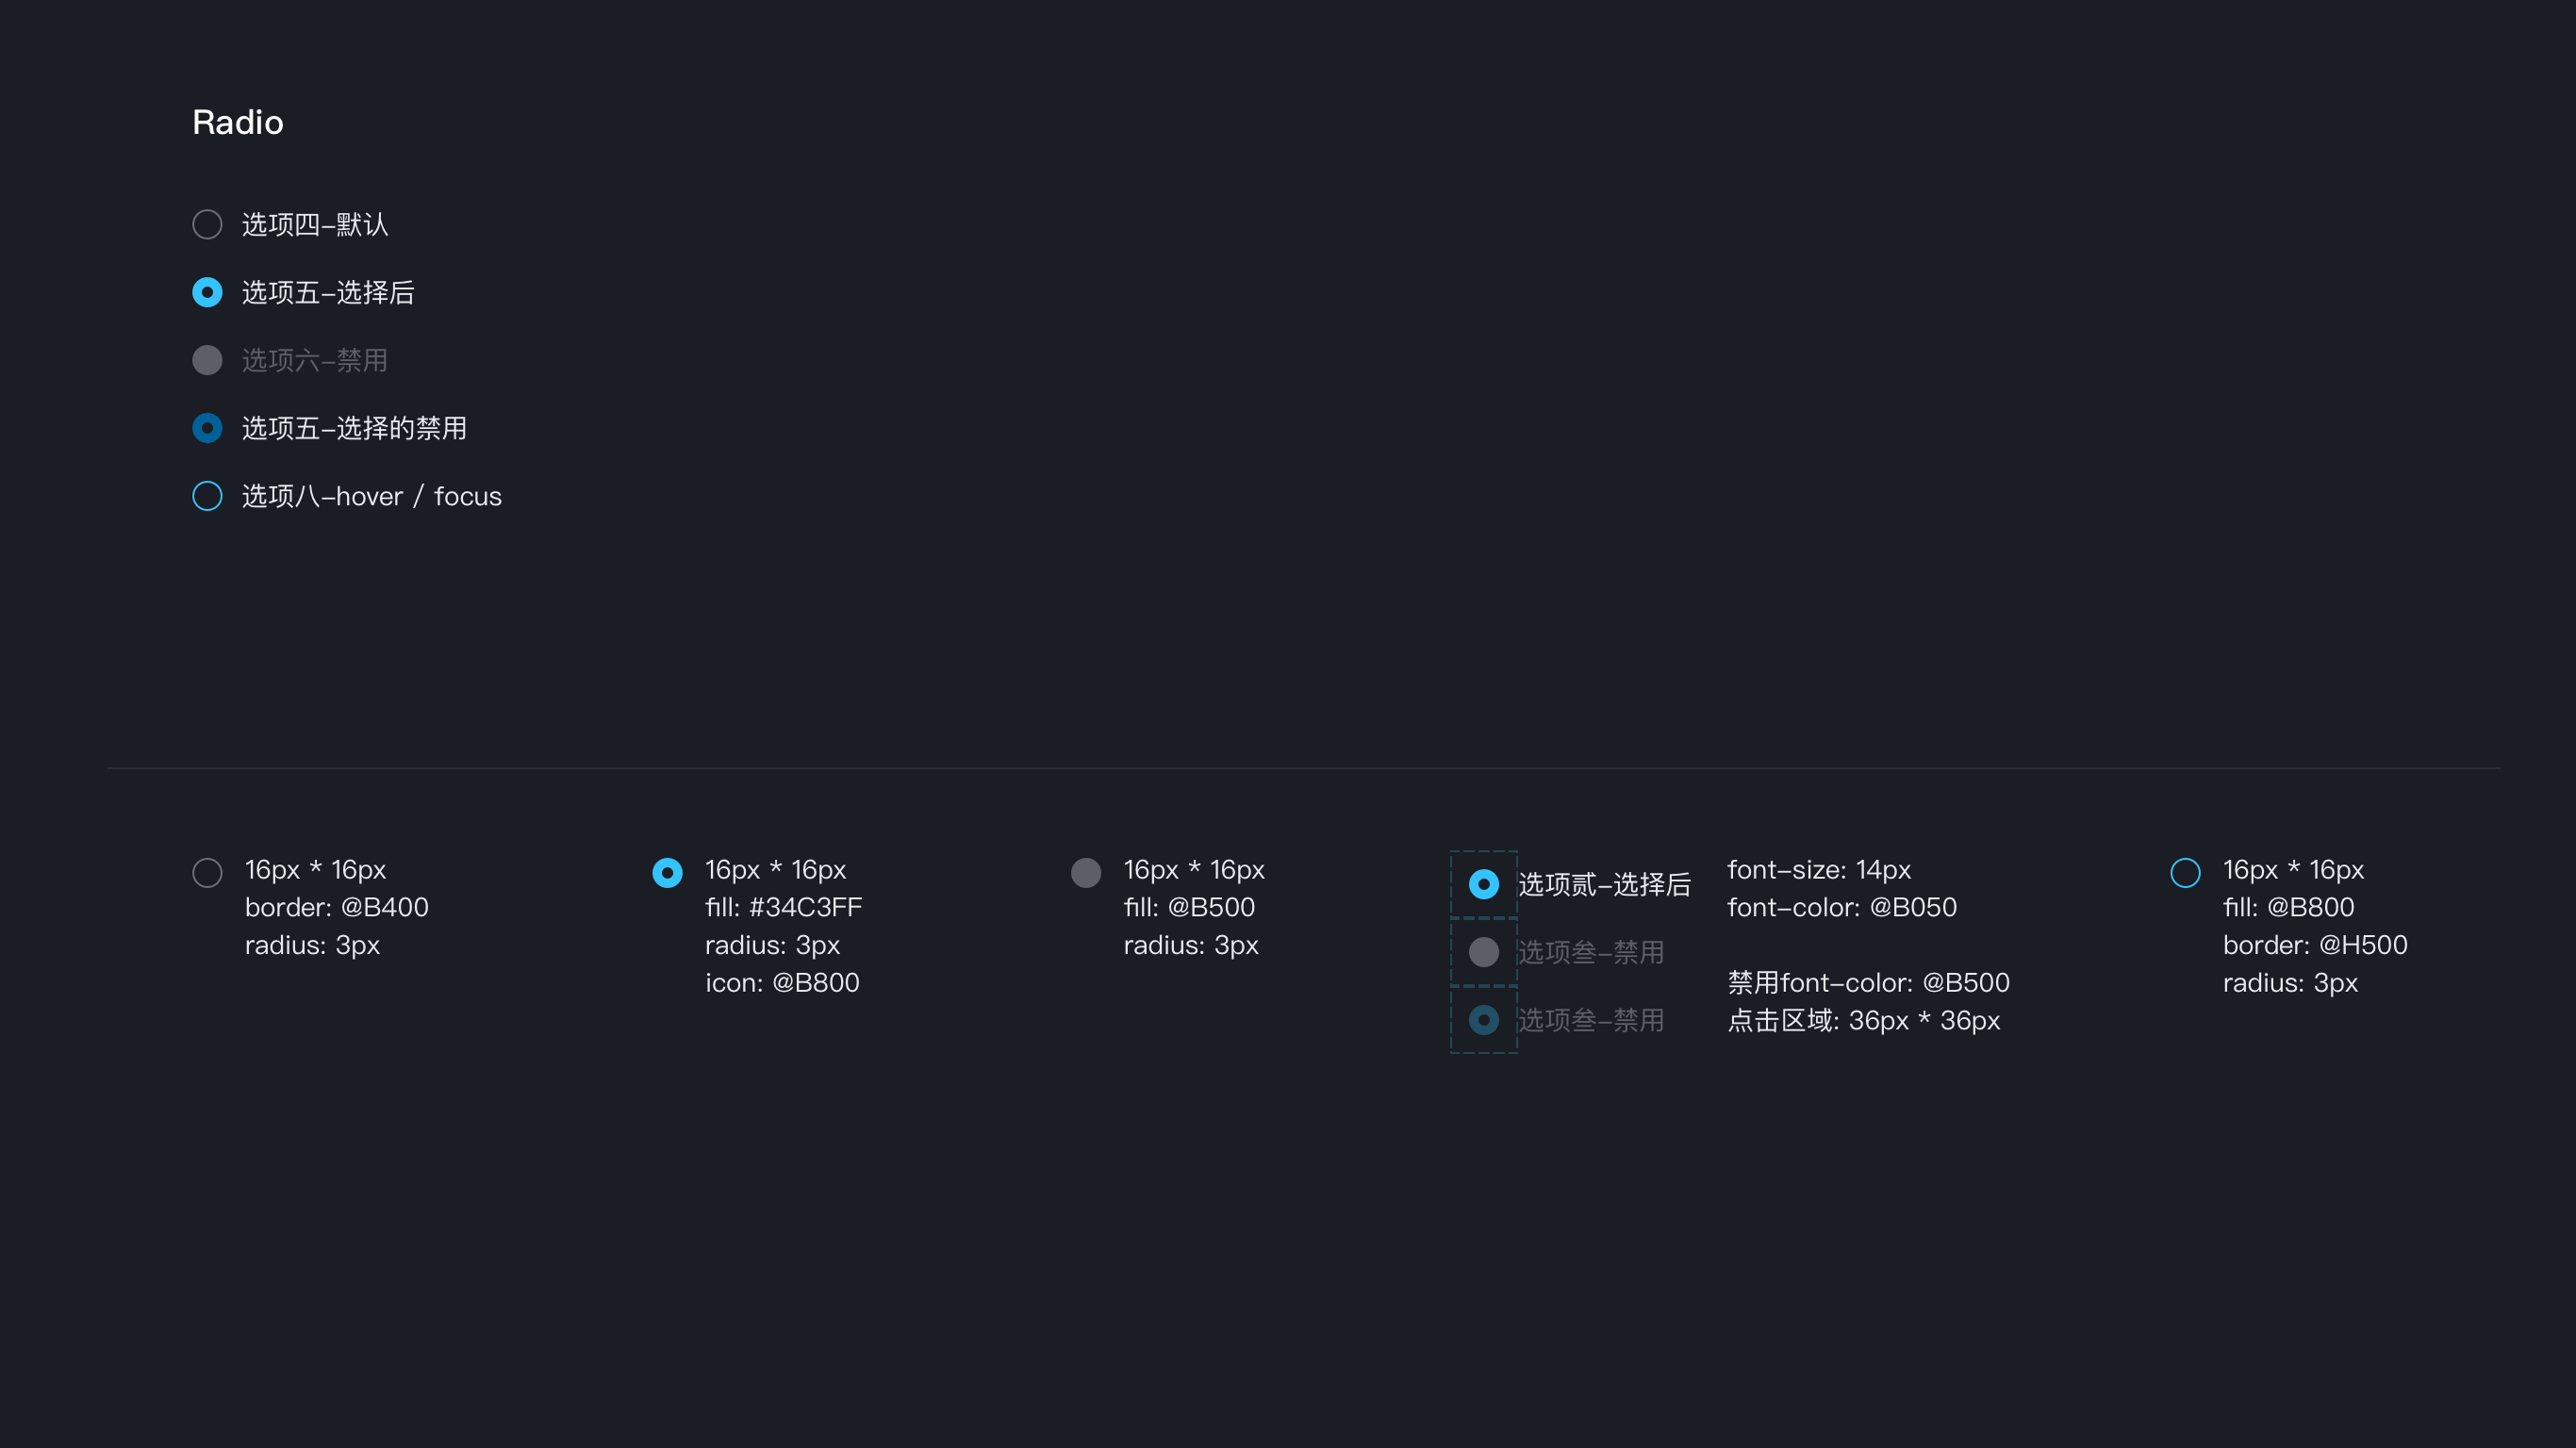 Radio
选项四-默认
选项五-选择后
选项六-禁用
选项五-选择的禁用
选项八-hover / focus
16px * 16px
border: @B400
radius: 3px
16px * 16px
fill: #34C3FF
radius: 3px
icon: @B800
16px * 16px
fill: @B500
radius: 3px
选项贰-选择后
选项叁-禁用
选项叁-禁用
font-size: 14px
font-color: @B050
禁用font-color: @B500
点击区域: 36px * 36px
16px * 16px
fill: @B800
border: @H500
radius: 3px